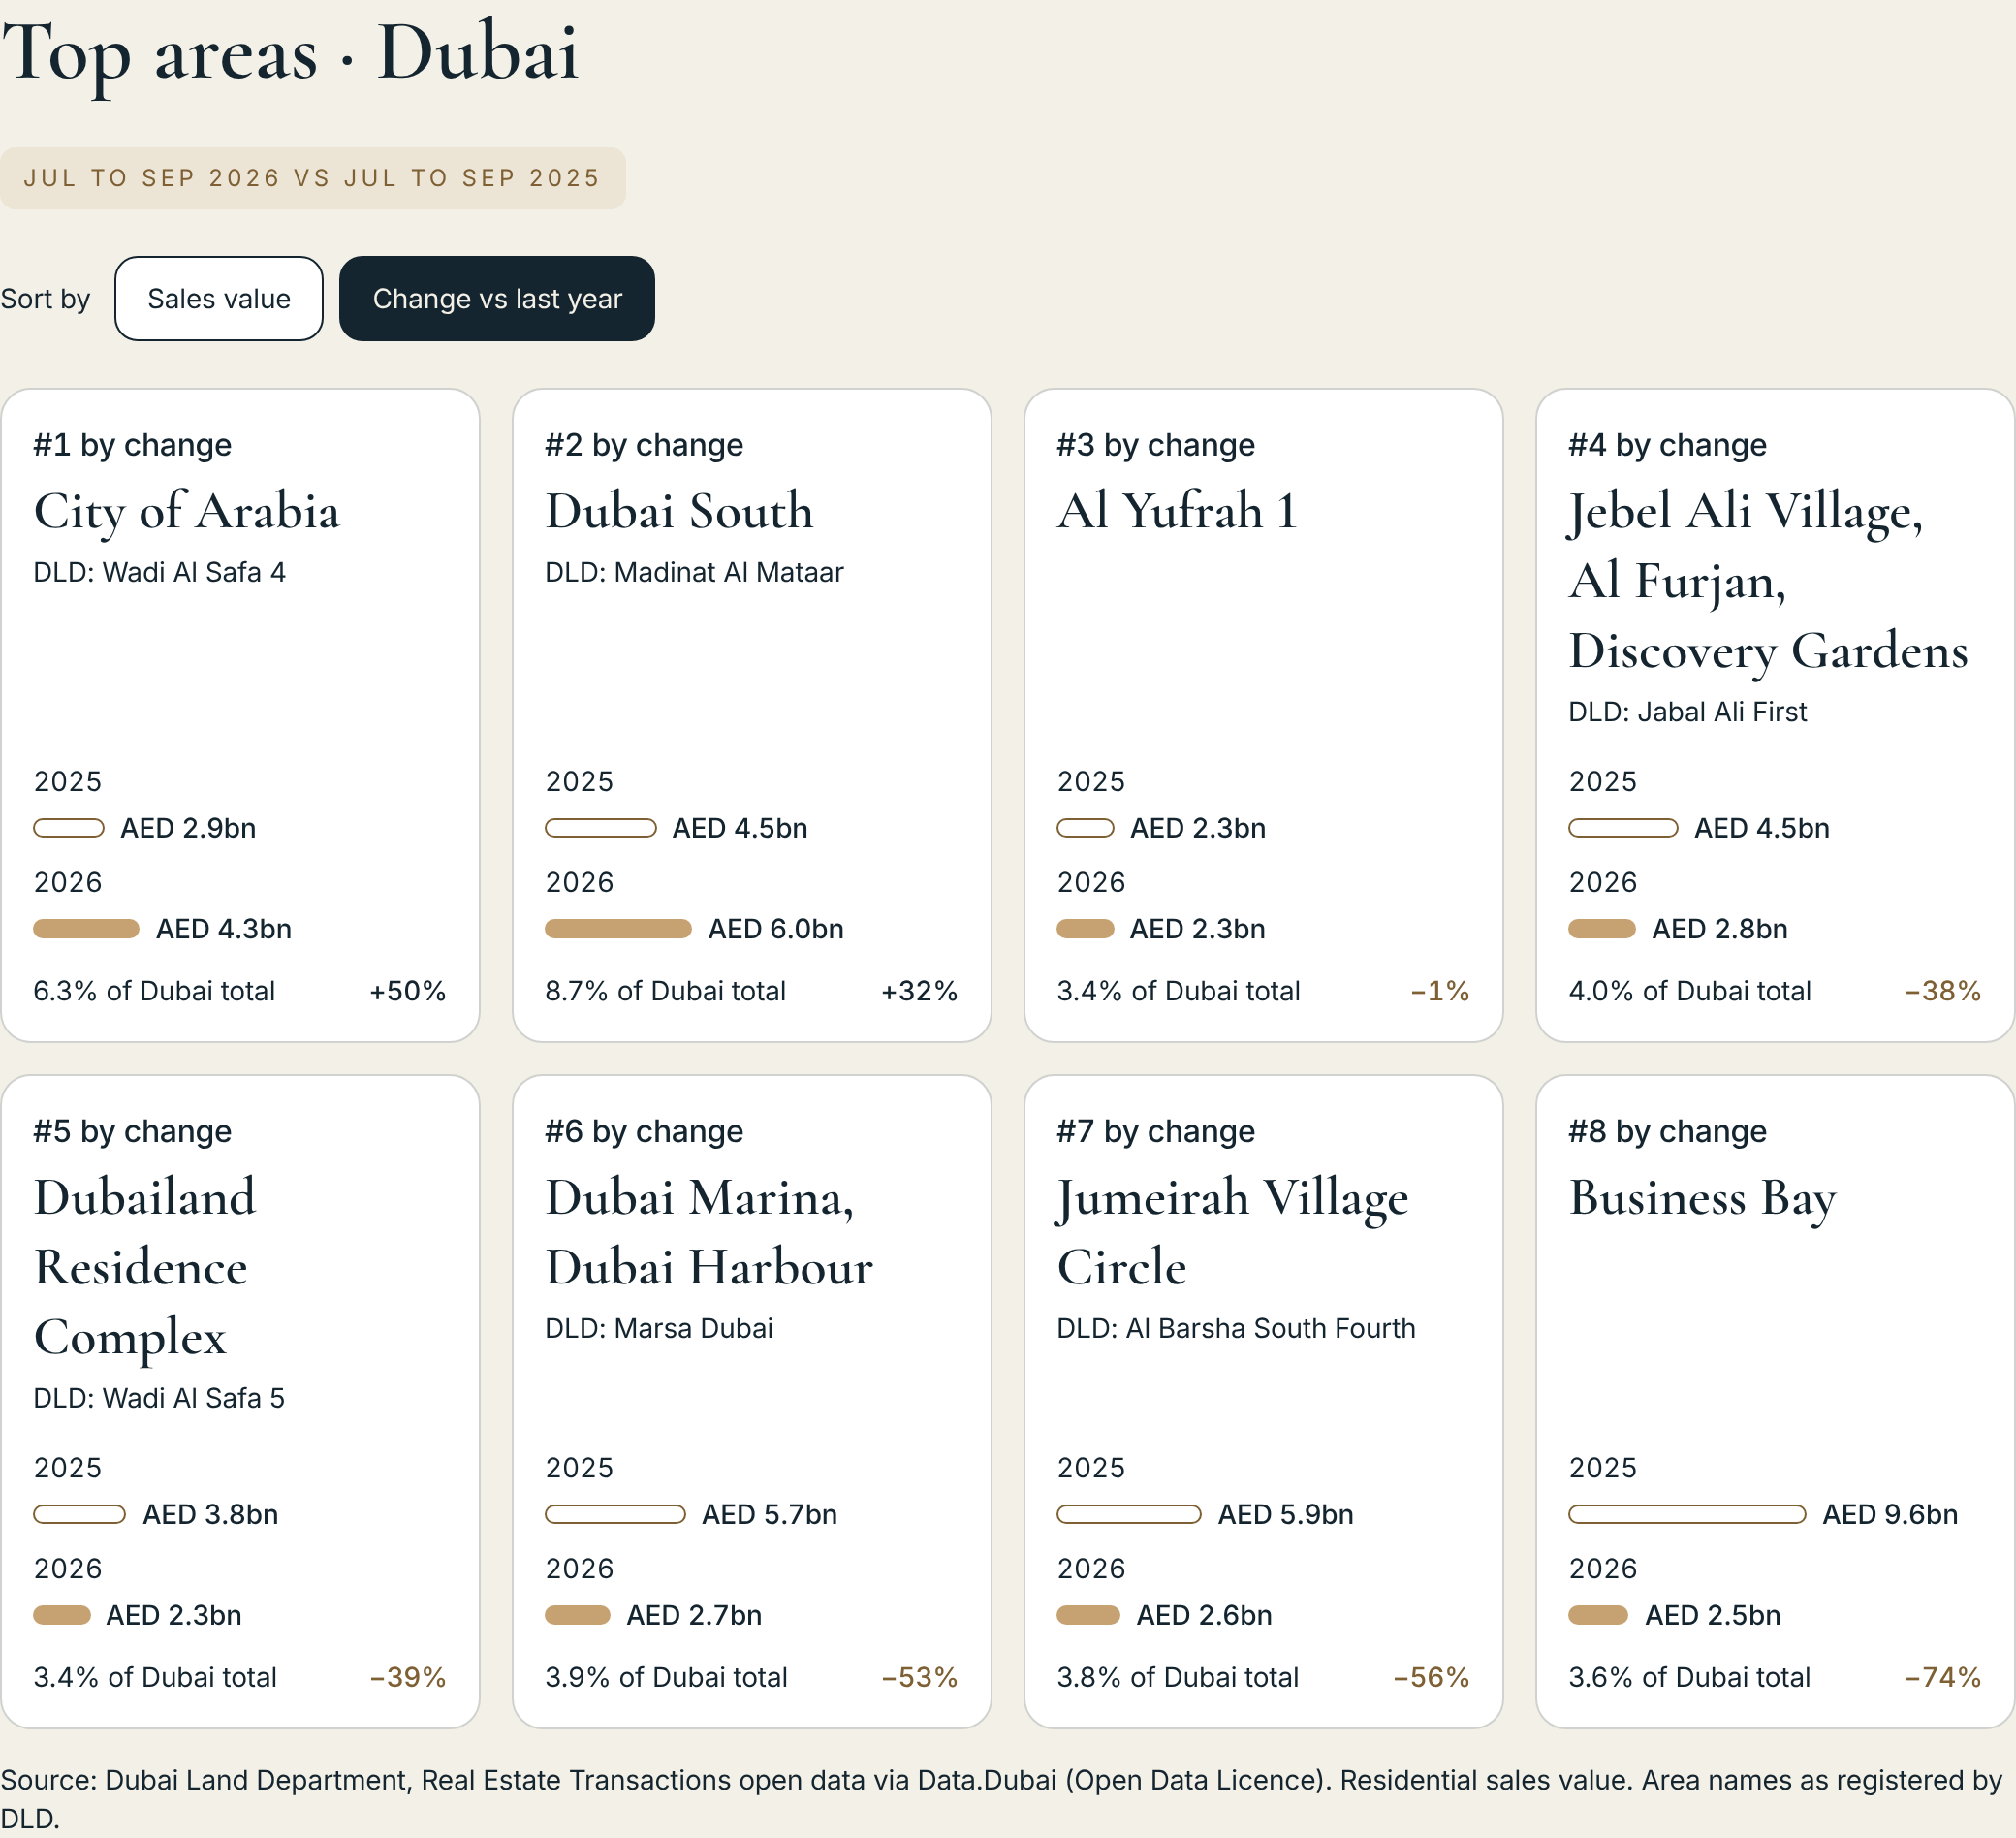 Top areas · Dubai
JUL TO SEP 2026 VS JUL TO SEP 2025
Sort by
Sales value
Change vs last year
#1 by change
City of Arabia
DLD: Wadi Al Safa 4
2025
AED 2.9bn
2026
AED 4.3bn
6.3% of Dubai total
+50%
#2 by change
Dubai South
DLD: Madinat Al Mataar
2025
AED 4.5bn
2026
AED 6.0bn
8.7% of Dubai total
+32%
#3 by change
Al Yufrah 1
2025
AED 2.3bn
2026
AED 2.3bn
3.4% of Dubai total
−1%
#4 by change
Jebel Ali Village,
Al Furjan,
Discovery Gardens
DLD: Jabal Ali First
2025
AED 4.5bn
2026
AED 2.8bn
4.0% of Dubai total
−38%
#5 by change
Dubailand
Residence
Complex
DLD: Wadi Al Safa 5
2025
AED 3.8bn
2026
AED 2.3bn
3.4% of Dubai total
−39%
#6 by change
Dubai Marina,
Dubai Harbour
DLD: Marsa Dubai
2025
AED 5.7bn
2026
AED 2.7bn
3.9% of Dubai total
−53%
#7 by change
Jumeirah Village
Circle
DLD: Al Barsha South Fourth
2025
AED 5.9bn
2026
AED 2.6bn
3.8% of Dubai total
−56%
#8 by change
Business Bay
2025
AED 9.6bn
2026
AED 2.5bn
3.6% of Dubai total
−74%
Source: Dubai Land Department, Real Estate Transactions open data via Data.Dubai (Open Data Licence). Residential sales value. Area names as registered by
DLD.